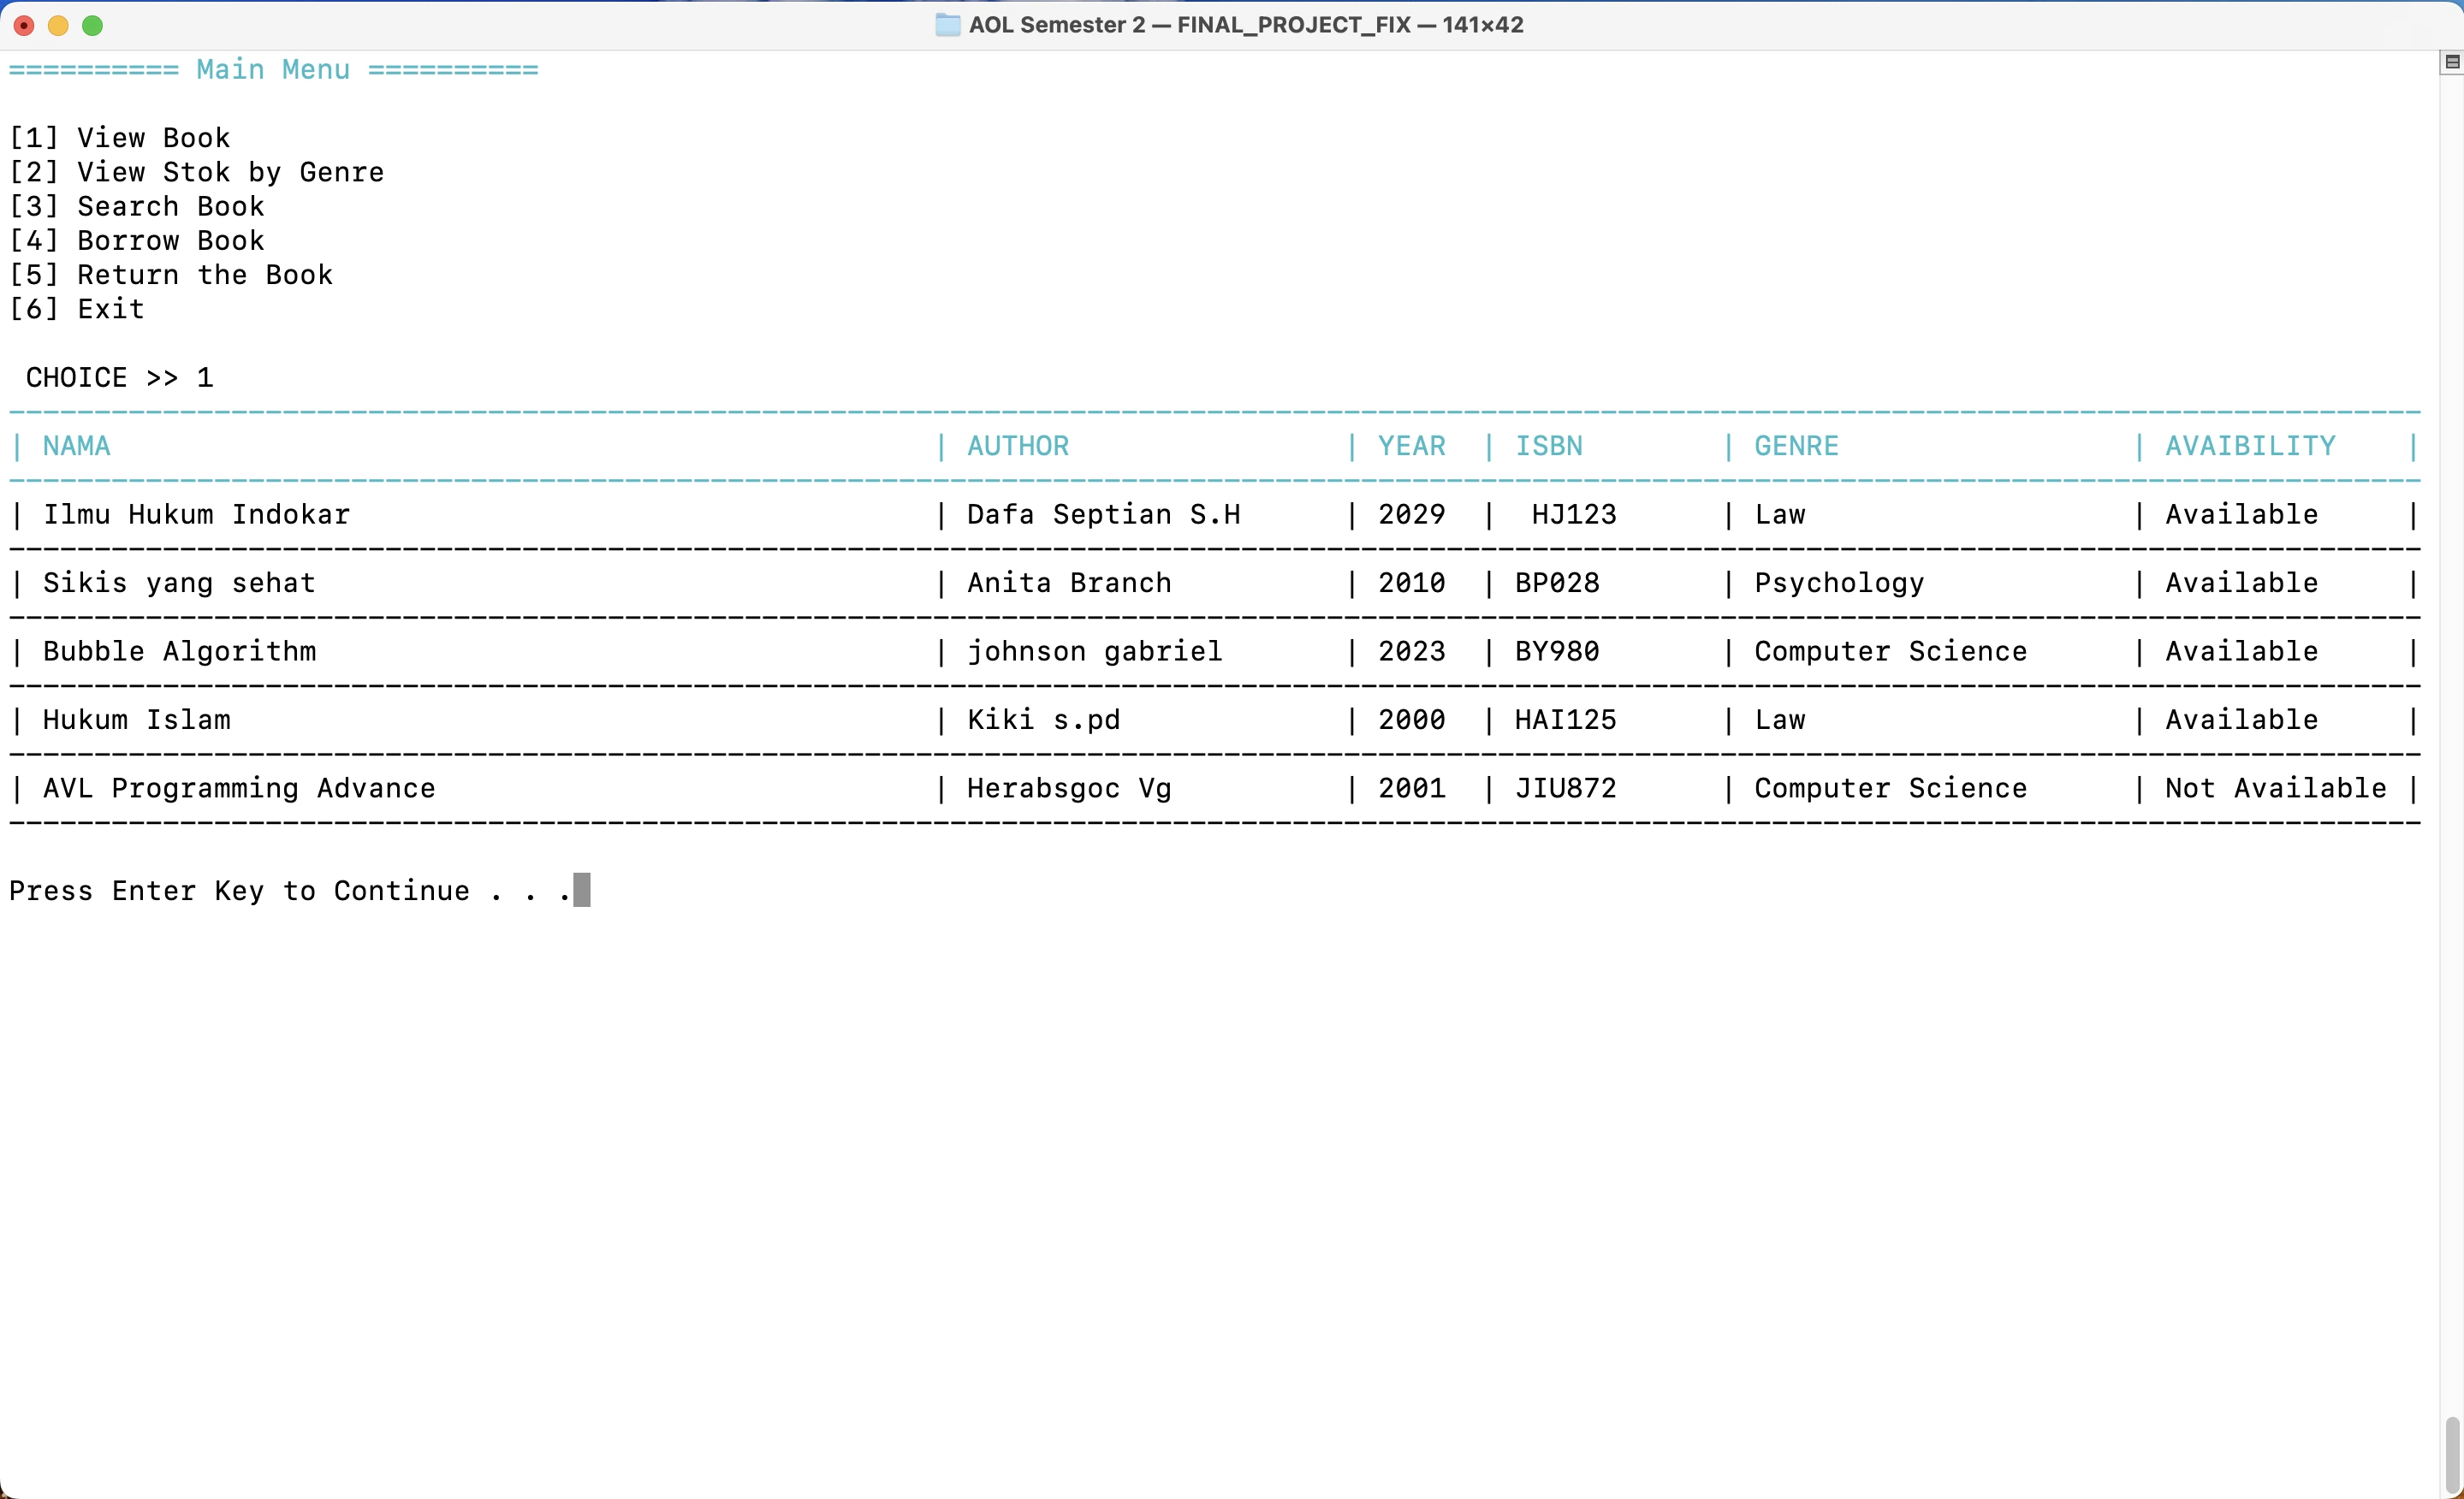 AOL Semester 2 — FINAL_PROJECT_FIX — 141×42
========== Main Menu ==========
[1] View Book
[2] View Stok by Genre
[3] Search Book
[4] Borrow Book
[5] Return the Book
[6] Exit
CHOICE >> 1
| NAMA | AUTHOR | YEAR | ISBN | GENRE | AVAIBILITY |
| Ilmu Hukum Indokar | Dafa Septian S.H | 2029 | HJ123 | Law | Available |
| Sikis yang sehat | Anita Branch | 2010 | BP028 | Psychology | Available |
| Bubble Algorithm | johnson gabriel | 2023 | BY980 | Computer Science | Available |
| Hukum Islam | Kiki s.pd | 2000 | HAI125 | Law | Available |
| AVL Programming Advance | Herabsgoc Vg | 2001 | JIU872 | Computer Science | Not Available |
Press Enter Key to Continue . . .